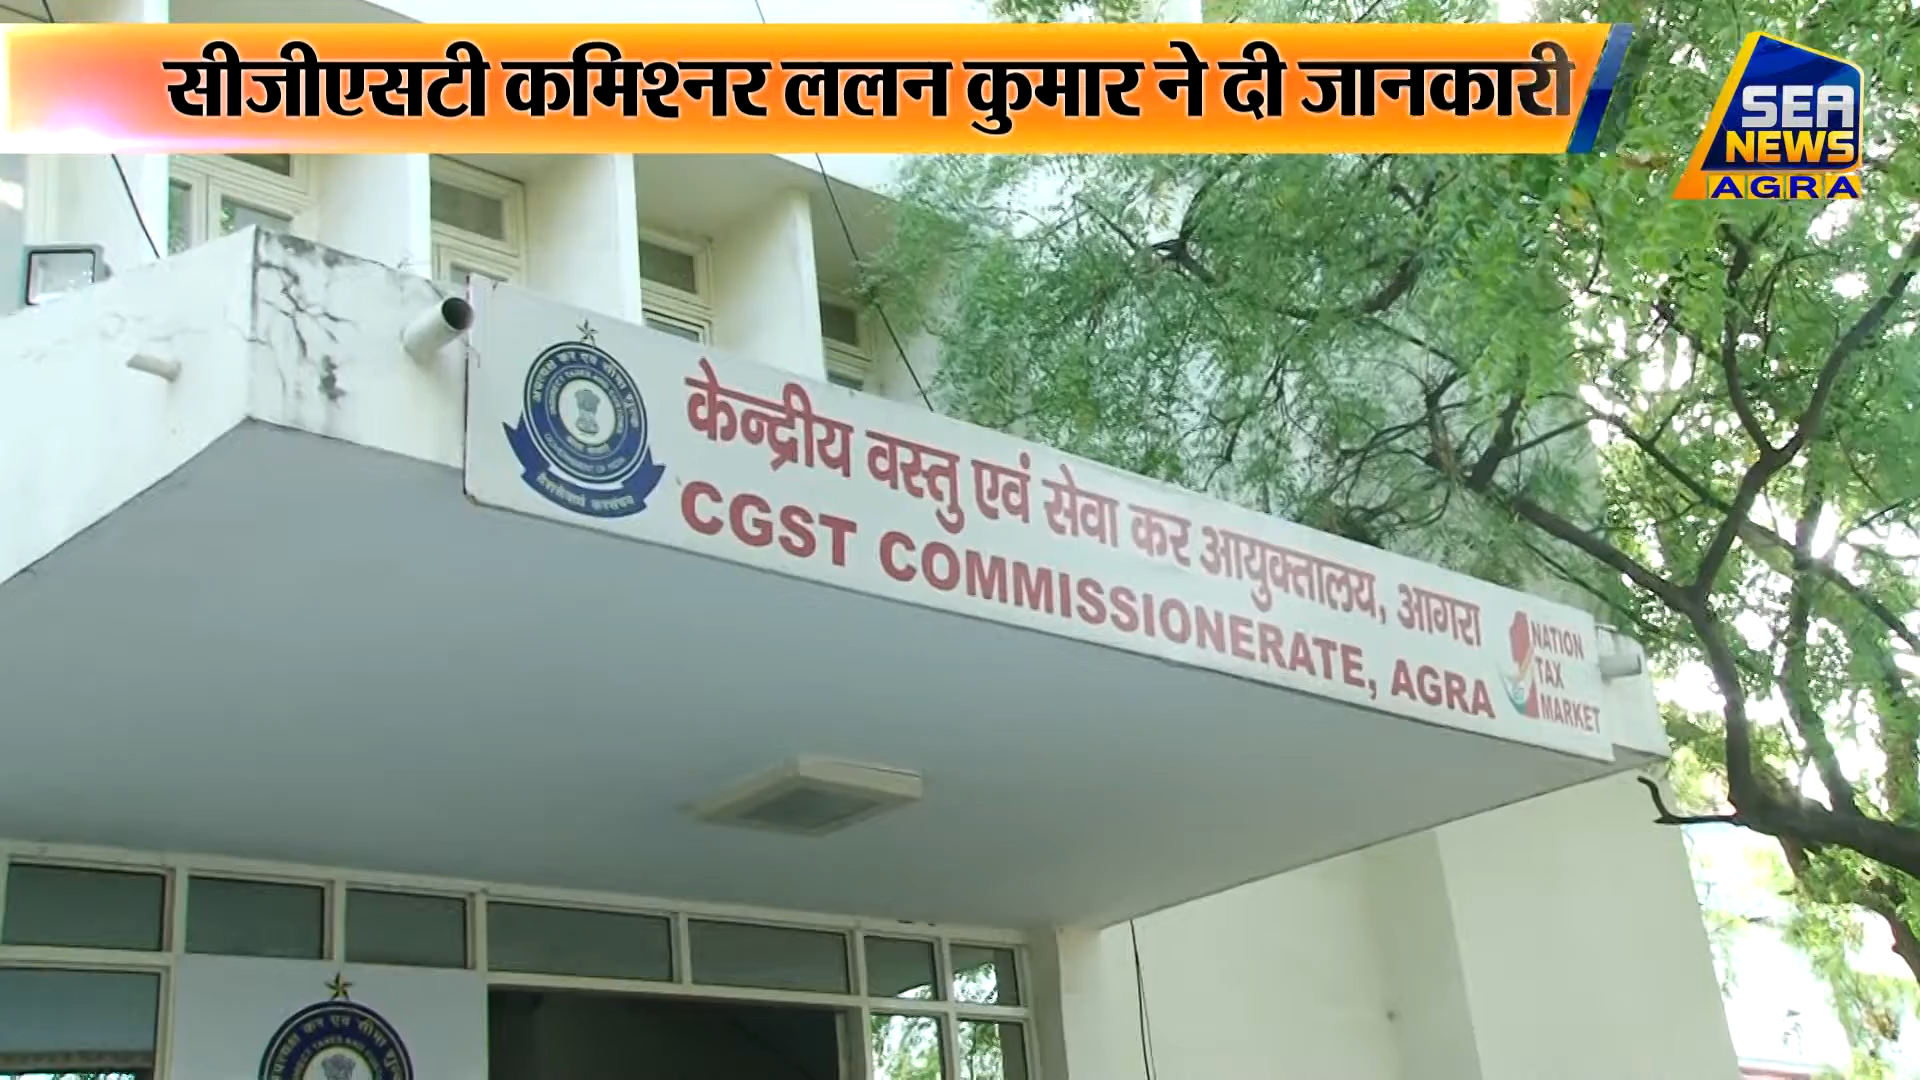 सीजीएसटी कमिश्नर ललन कुमार ने दी जानकारी
SEA
NEWS
AGRA
केन्द्रीय वस्तु एवं सेवा कर आयुक्तालय, आगरा
CGST COMMISSIONERATE, AGRA
NATION
TAX
MARKET